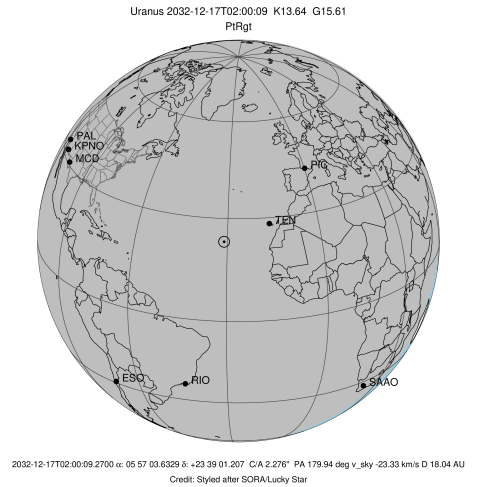 Uranus 2032-12-17T02:00:09 K13.64 G15.61
PtRgt
PAL
KPNO
MCD
PIC
TEN
ESO
RIO
SAAO
2032-12-17T02:00:09.2700 α: 05 57 03.6329 δ: +23 39 01.207 C/A 2.276" PA 179.94 deg v_sky -23.33 km/s D 18.04 AU
Credit: Styled after SORA/Lucky Star